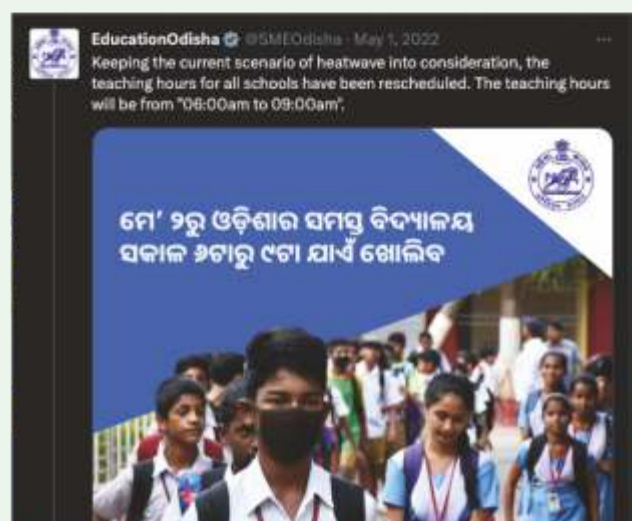 EducationOdisha @SMEOdisha · May 1, 2022
Keeping the current scenario of heatwave into consideration, the
teaching hours for all schools have been rescheduled. The teaching hours
will be from "06:00am to 09:00am".
ମେ' ୨ରୁ ଓଡ଼ିଶାର ସମସ୍ତ ବିଦ୍ୟାଳୟ
ସକାଳ ୬ଟାରୁ ୯ଟା ଯାଏଁ ଖୋଲିବ